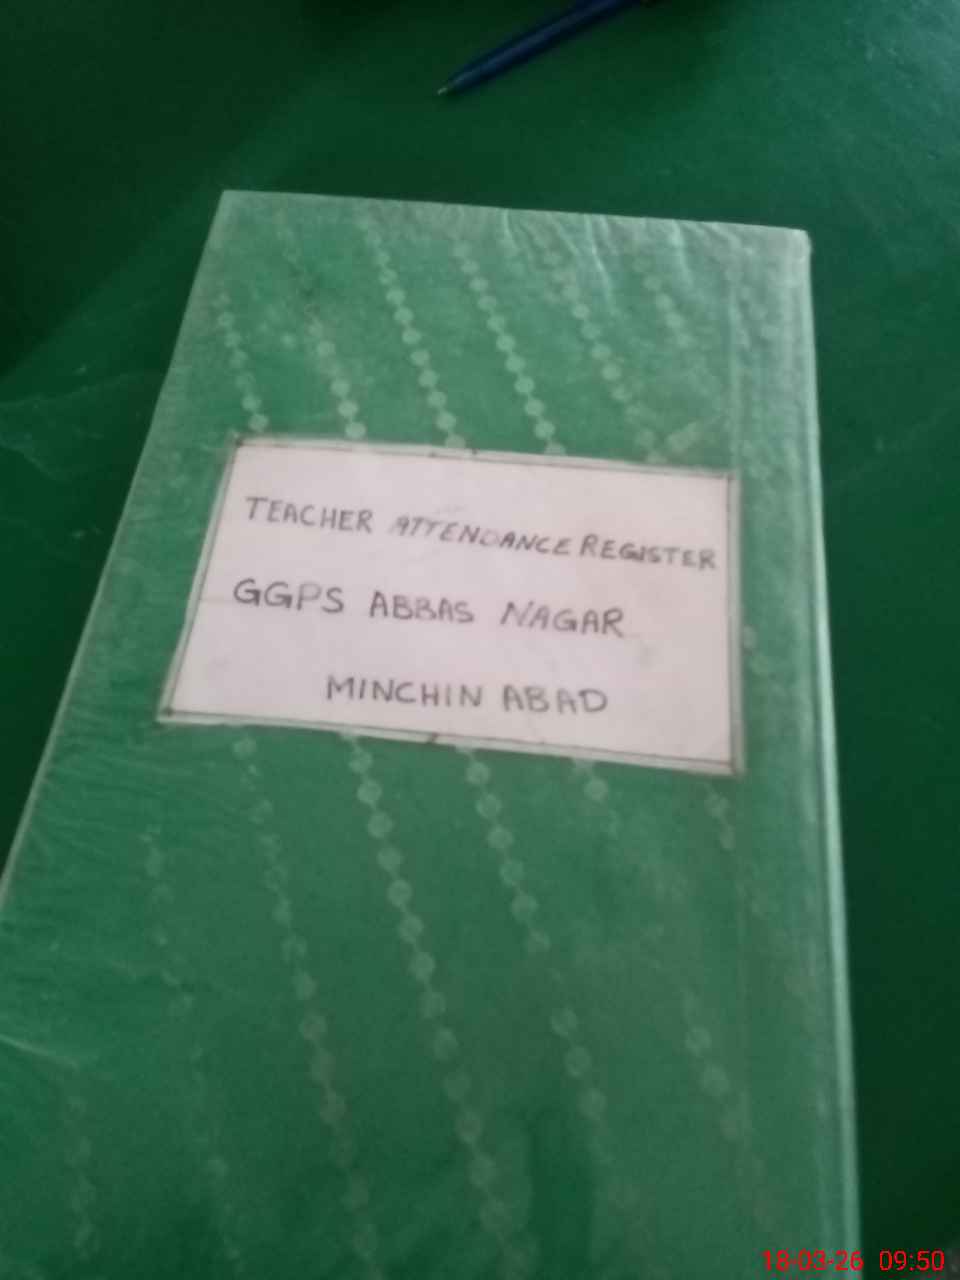 TEACHER ATTENDANCE REGISTER
GGPS ABBAS NAGAR
MINCHIN ABAD
18-03-26 09:50